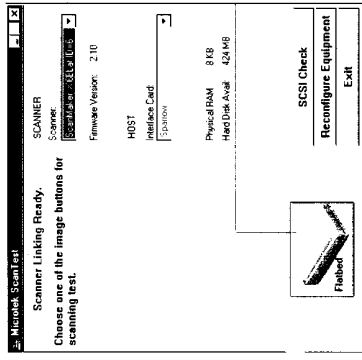 Microtek ScanTest
Scanner Linking Ready.
Choose one of the image buttons for
scanning test.
SCANNER
Scanner:
Firmware Version: 2.10
HOST
Interface Card:
Physical RAM 8 KB
Hard Disk Avail: 424 MB
Flatbed
SCSI Check
Reconfigure Equipment
Exit